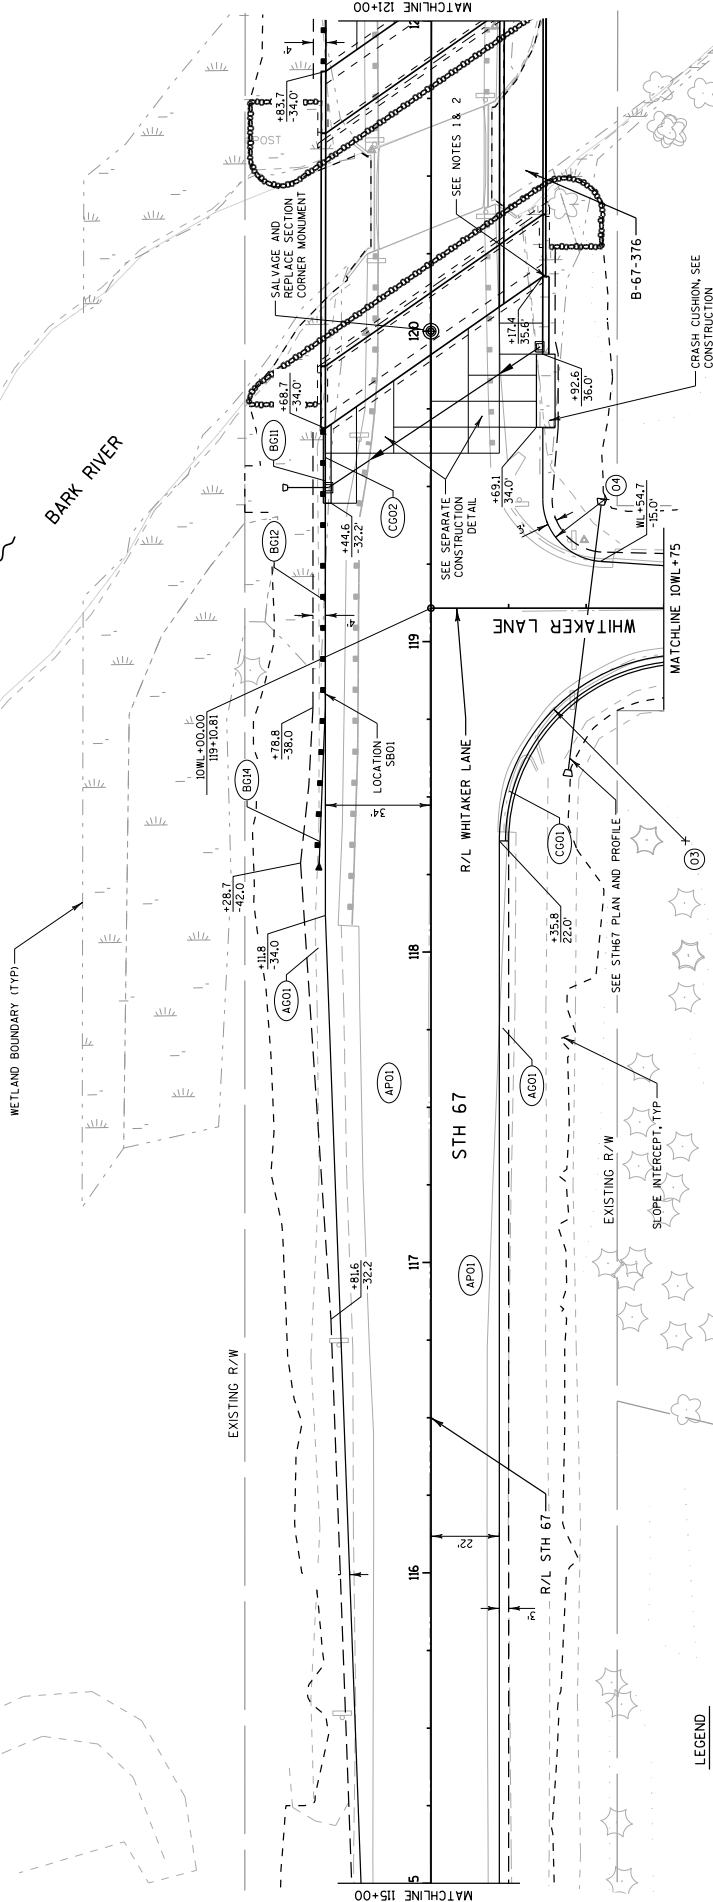 MATCHLINE 115+00
5
116
117
118
119
120
12
MATCHLINE 121+00
WETLAND BOUNDARY (TYP)
BARK RIVER
EXISTING R/W
+81.6
-32.2
AG01
+11.8
-34.0
+28.7
-42.0
BG14
10WL+00.00
119+10.81
+78.8
-38.0
LOCATION
SB01
34'
4'
BG12
BG11
+44.6
-32.2'
CG02
+68.7
-34.0'
SALVAGE AND
REPLACE SECTION
CORNER MONUMENT
POST
+83.7
-34.0'
4'
SEE NOTES 1 & 2
SEE SEPARATE
CONSTRUCTION
DETAIL
+17.4
35.6'
+92.6
36.0'
+69.1
34.0'
B-67-376
CRASH CUSHION, SEE
CONSTRUCTION
3'
04
WL+54.7
-15.0'
MATCHLINE 10WL+75
WHITAKER LANE
R/L WHITAKER LANE
AP01
STH 67
AP01
CG01
+35.8
22.0'
SEE STH67 PLAN AND PROFILE
03
AG01
EXISTING R/W
SLOPE INTERCEPT, TYP
22'
R/L STH 67
3'
LEGEND